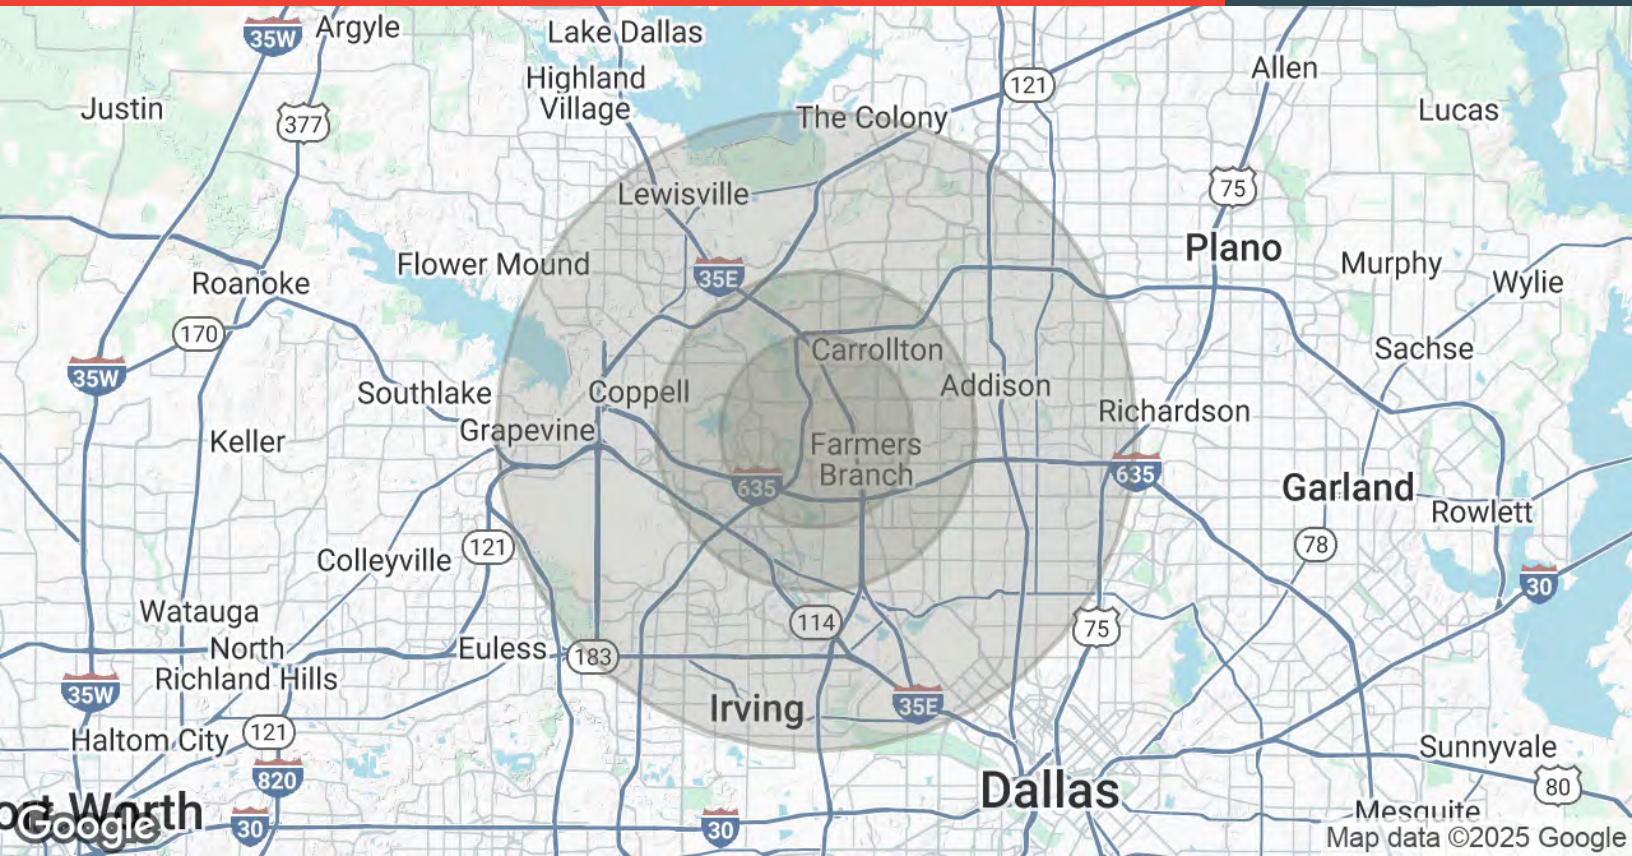 35W
Argyle
Lake Dallas
Highland
Village
121
Allen
Justin
377
The Colony
Lucas
Lewisville
75
Plano
Flower Mound
35E
Murphy
Roanoke
Wylie
170
Carrollton
Sachse
35W
Southlake
Coppell
Addison
Richardson
Grapevine
Keller
Farmers
Branch
635
635
Garland
Rowlett
121
78
Colleyville
30
Watauga
114
75
North
Richland Hills
Euless
183
35W
Irving
35E
121
Haltom City
Sunnyvale
820
Dallas
80
ort Worth
Google
30
30
Mesquite
Map data ©2025 Google